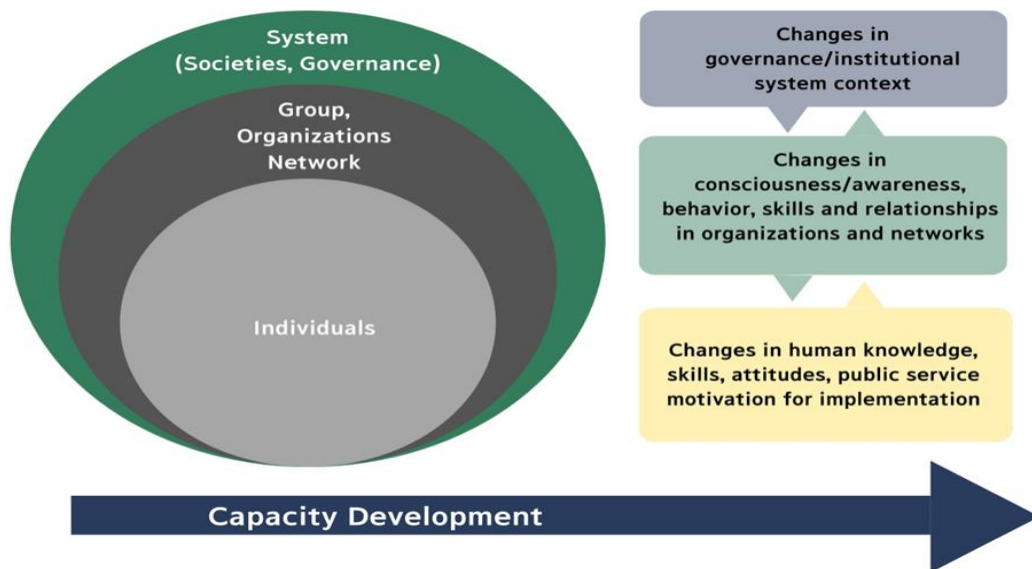 System
(Societies, Governance)
Group,
Organizations
Network
Individuals
Changes in
governance/institutional
system context
Changes in
consciousness/awareness,
behavior, skills and relationships
in organizations and networks
Changes in human knowledge,
skills, attitudes, public service
motivation for implementation
Capacity Development